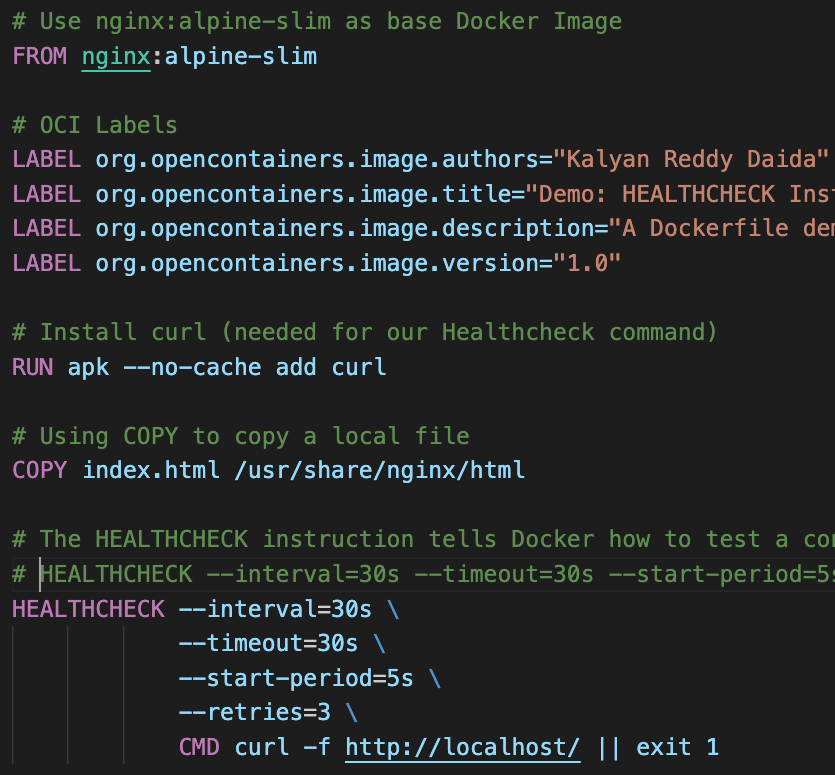 # Use nginx:alpine-slim as base Docker Image
FROM nginx:alpine-slim
# OCI Labels
LABEL org.opencontainers.image.authors="Kalyan Reddy Daida"
LABEL org.opencontainers.image.title="Demo: HEALTHCHECK
LABEL org.opencontainers.image.description="A Dockerfile
LABEL org.opencontainers.image.version="1.0"
# Install curl (needed for our Healthcheck command)
RUN apk --no-cache add curl
# Using COPY to copy a local file
COPY index.html /usr/share/nginx/html
# The HEALTHCHECK instruction tells Docker how to test a
# HEALTHCHECK --interval=30s --timeout=30s --start-period=5s
HEALTHCHECK --interval=30s \
--timeout=30s \
--start-period=5s \
--retries=3 \
CMD curl -f http://localhost/ || exit 1